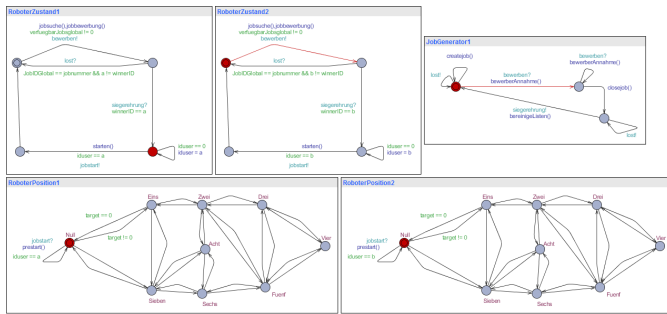 RoboterZustand1
jobsuche(),jobbewerbung()
verfuegbarJobsglobal != 0
bewerben!
lost?
JobIDGlobal == jobnummer && a != winnerID
siegerehrung?
winnerID == a
starten()
iduser == a
jobstart!
iduser == 0
iduser = a
RoboterZustand2
jobsuche(),jobbewerbung()
verfuegbarJobsglobal != 0
bewerben!
lost?
JobIDGlobal == jobnummer && b != winnerID
siegerehrung?
winnerID == b
starten()
iduser == b
jobstart!
iduser == 0
iduser = b
JobGenerator1
createjob()
lost!
bewerben?
bewerberAnnahme()
bewerben?
bewerberAnnahme()
closejob()
siegerehrung!
bereinigeListen()
lost!
RoboterPosition1
Eins
Zwei
Drei
target == 0
Null
jobstart?
prestart()
iduser == a
target != 0
Acht
Vier
Sieben
Sechs
Fuenf
RoboterPosition2
Eins
Zwei
Drei
target == 0
Null
jobstart?
prestart()
iduser == b
target != 0
Acht
Vier
Sieben
Sechs
Fuenf